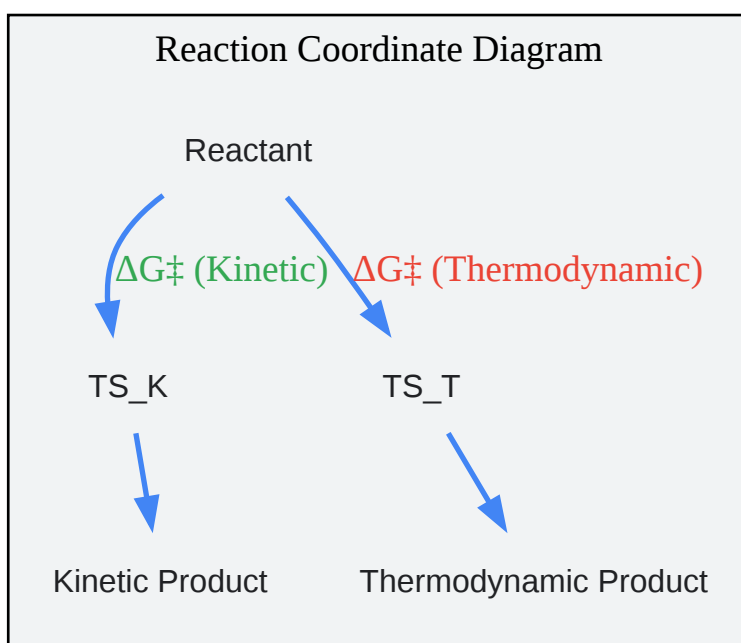 Reaction Coordinate Diagram
Reactant
ΔG‡ (Kinetic) ΔG‡ (Thermodynamic)
TS_K TS_T
Kinetic Product Thermodynamic Product